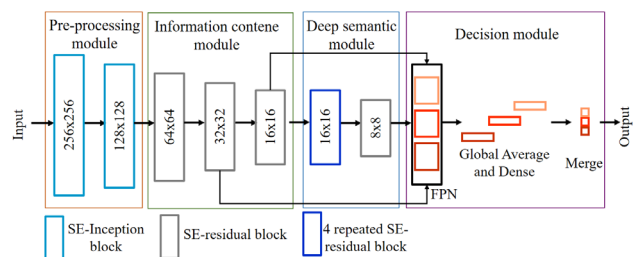 Pre-processing
module
Information contene
module
Deep semantic
module
Decision module
Input
256x256
128x128
64x64
32x32
16x16
16x16
8x8
FPN
Global Average
and Dense
Merge
Output
SE-Inception
block
SE-residual block
4 repeated SE-
residual block